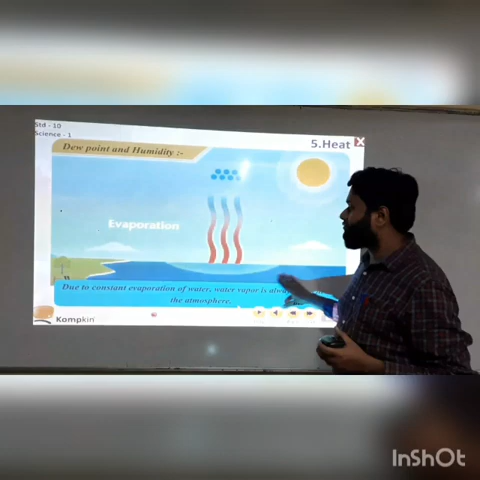 Std - 10
Science - 1
5.Heat
Dew point and Humidity :-
Evaporation
Due to constant evaporation of water, water vapor is
the atmosphere.
Kompkin
InShOt